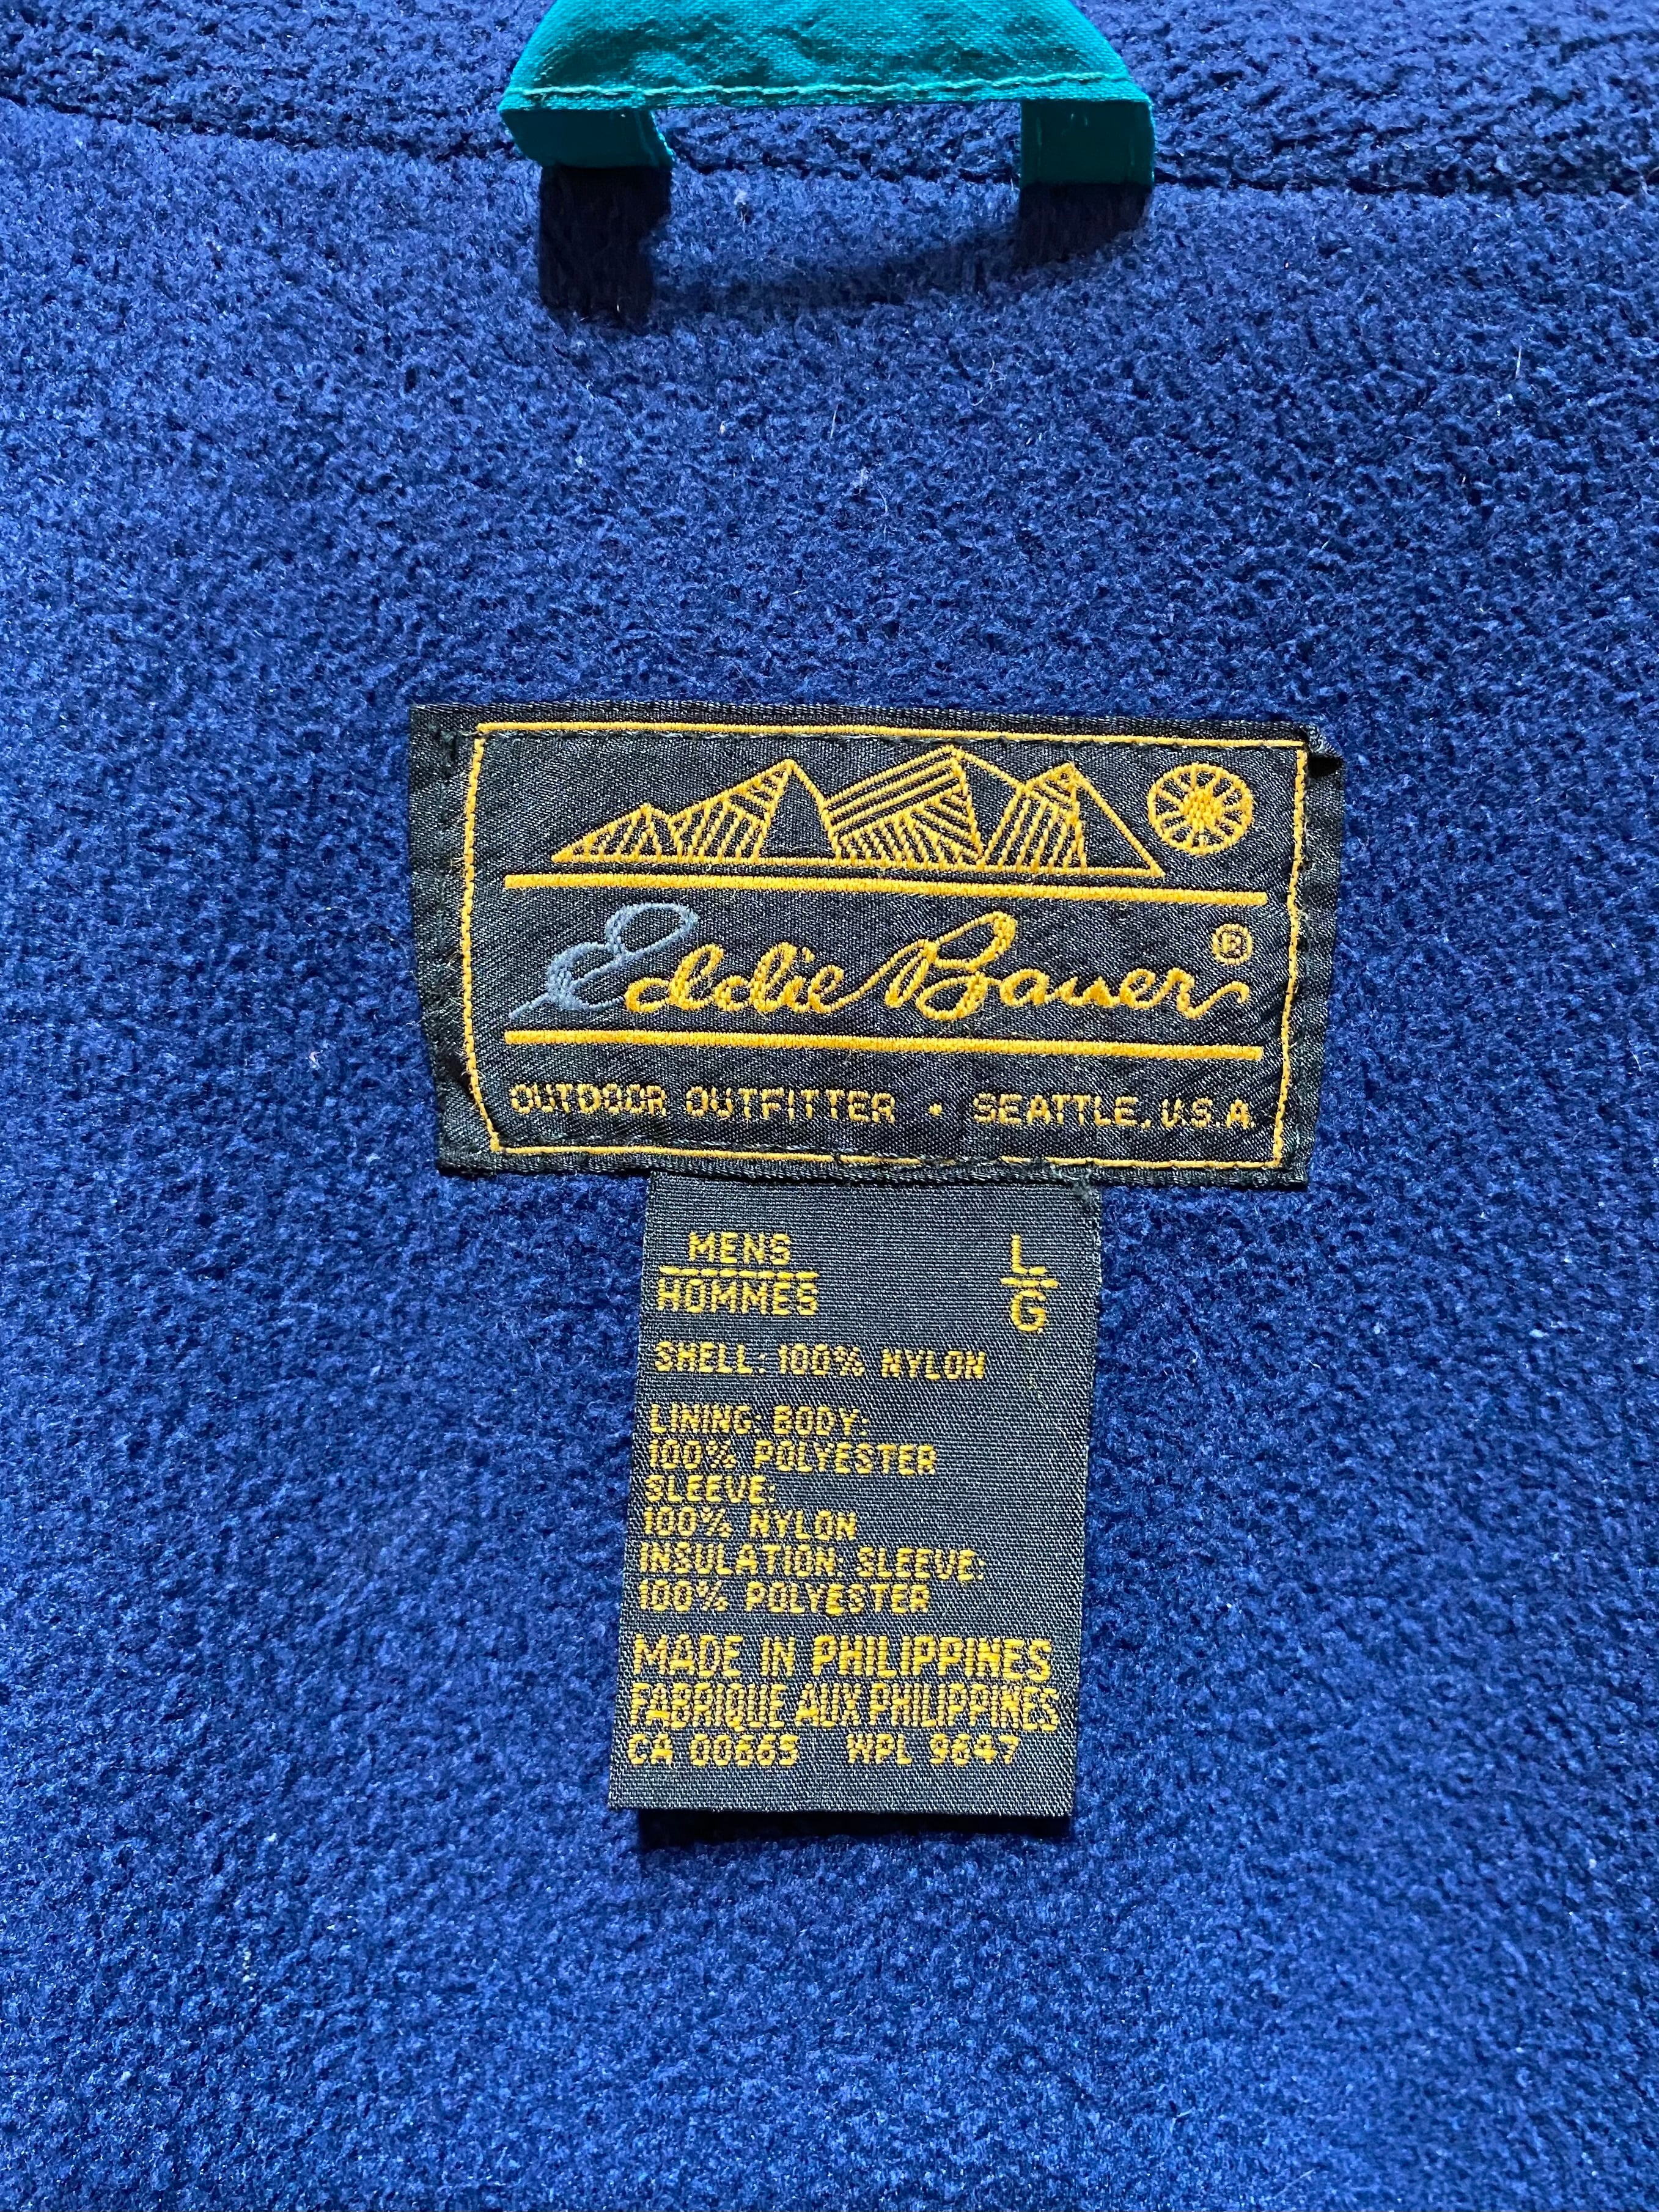 Eddie Bauer®
OUTDOOR OUTFITTER • SEATTLE, U.S.A.
MENS L
HOMMES G
SHELL: 100% NYLON
LINING: BODY:
100% POLYESTER
SLEEVE:
100% NYLON
INSULATION: SLEEVE:
100% POLYESTER
MADE IN PHILIPPINES
FABRIQUE AUX PHILIPPINES
CA 00665 WPL 9647